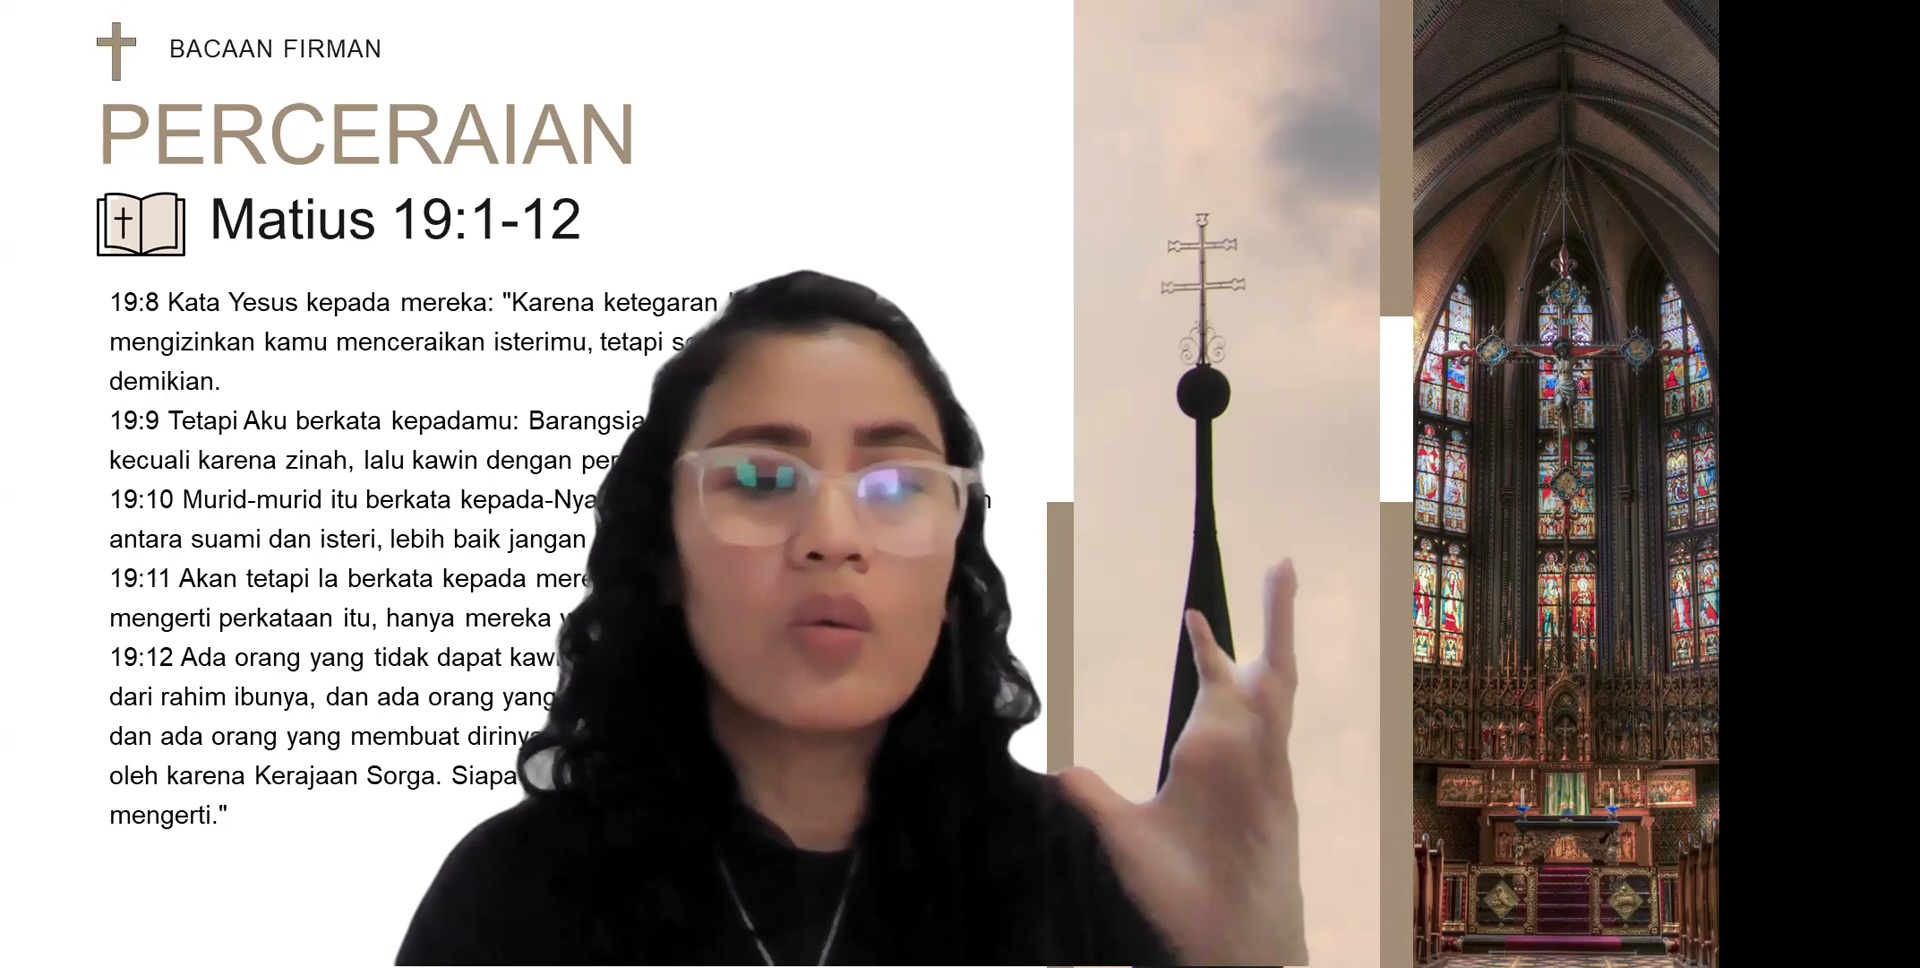 BACAAN FIRMAN
PERCERAIAN
Matius 19:1-12
19:8 Kata Yesus kepada mereka: "Karena ketegaran
mengizinkan kamu menceraikan isterimu, tetapi
demikian.
19:9 Tetapi Aku berkata kepadamu:
kecuali karena zinah, lalu kawin dengan
19:10 Murid-murid itu berkata
antara suami dan isteri, lebih baik jangan
19:11 Akan tetapi Ia berkata kepada
mengerti perkataan itu, hanya mereka
19:12 Ada orang yang tidak dapat
dari rahim ibunya, dan ada orang yang
dan ada orang yang membuat
oleh karena Kerajaan Sorga.
mengerti."